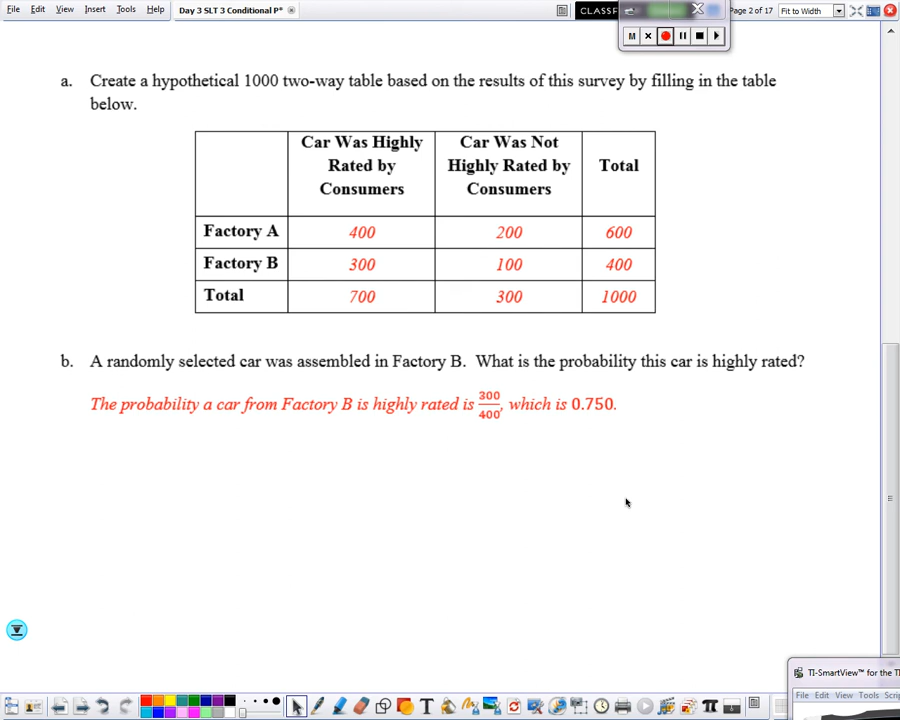 File Edit View Insert Tools Help
Day 3 SLT 3 Conditional P*
CLASSF
Page 2 of 17
Fit to Width
M
a. Create a hypothetical 1000 two-way table based on the results of this survey by filling in the table
below.
Car Was Highly
Rated by
Consumers
Car Was Not
Highly Rated by
Consumers
Total
Factory A 400 200 600
Factory B 300 100 400
Total 700 300 1000
b. A randomly selected car was assembled in Factory B. What is the probability this car is highly rated?
The probability a car from Factory B is highly rated is 300/400, which is 0.750.
TI-SmartView™ for the TI
File Edit View Tools Scri
T
π